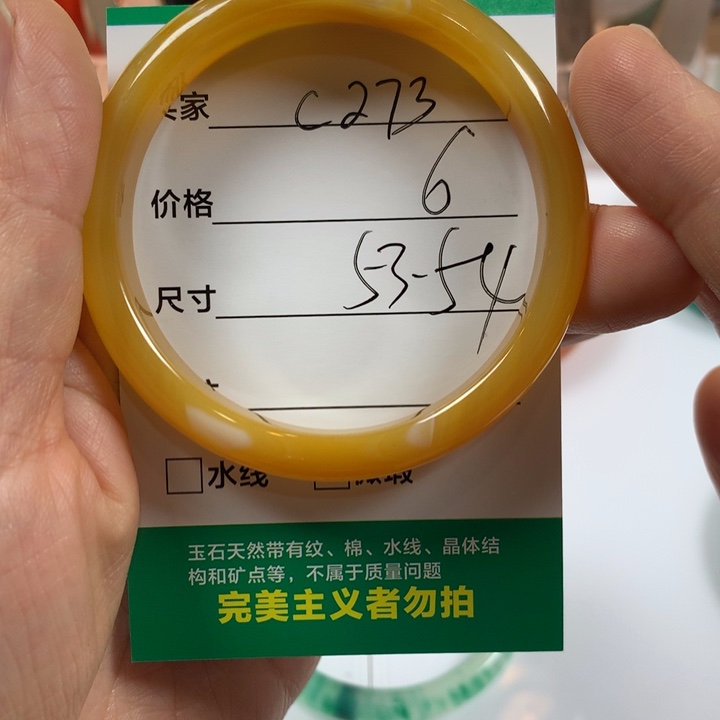 家 C273
价格 6
尺寸 53-54
水线
玉石天然带有纹、棉、水线、晶体结
构和矿点等，不属于质量问题
完美主义者勿拍